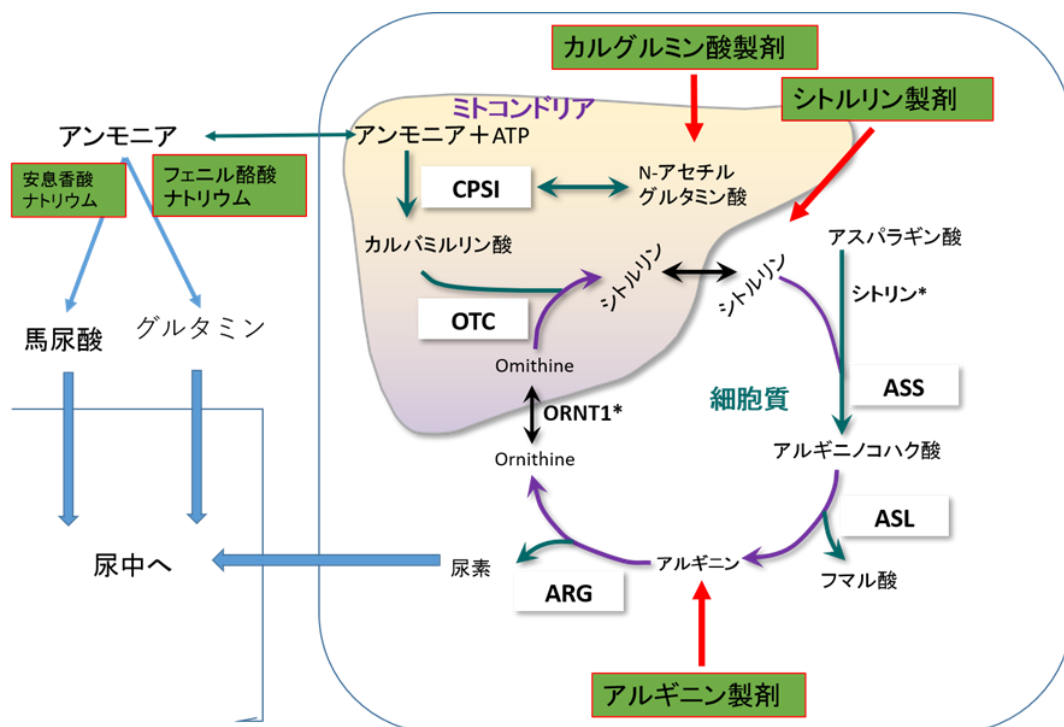 カルグルミン酸製剤
シトルリン製剤
ミトコンドリア
アンモニア
アンモニア＋ATP
安息香酸
ナトリウム
フェニル酪酸
ナトリウム
CPSI
N-アセチル
グルタミン酸
カルバミルリン酸
シトルリン
シトルリン
アスパラギン酸
シトリン*
OTC
馬尿酸
グルタミン
Omithine
ASS
細胞質
ORNT1*
Ornithine
アルギニノコハク酸
ASL
尿中へ
尿素
アルギニン
フマル酸
ARG
アルギニン製剤